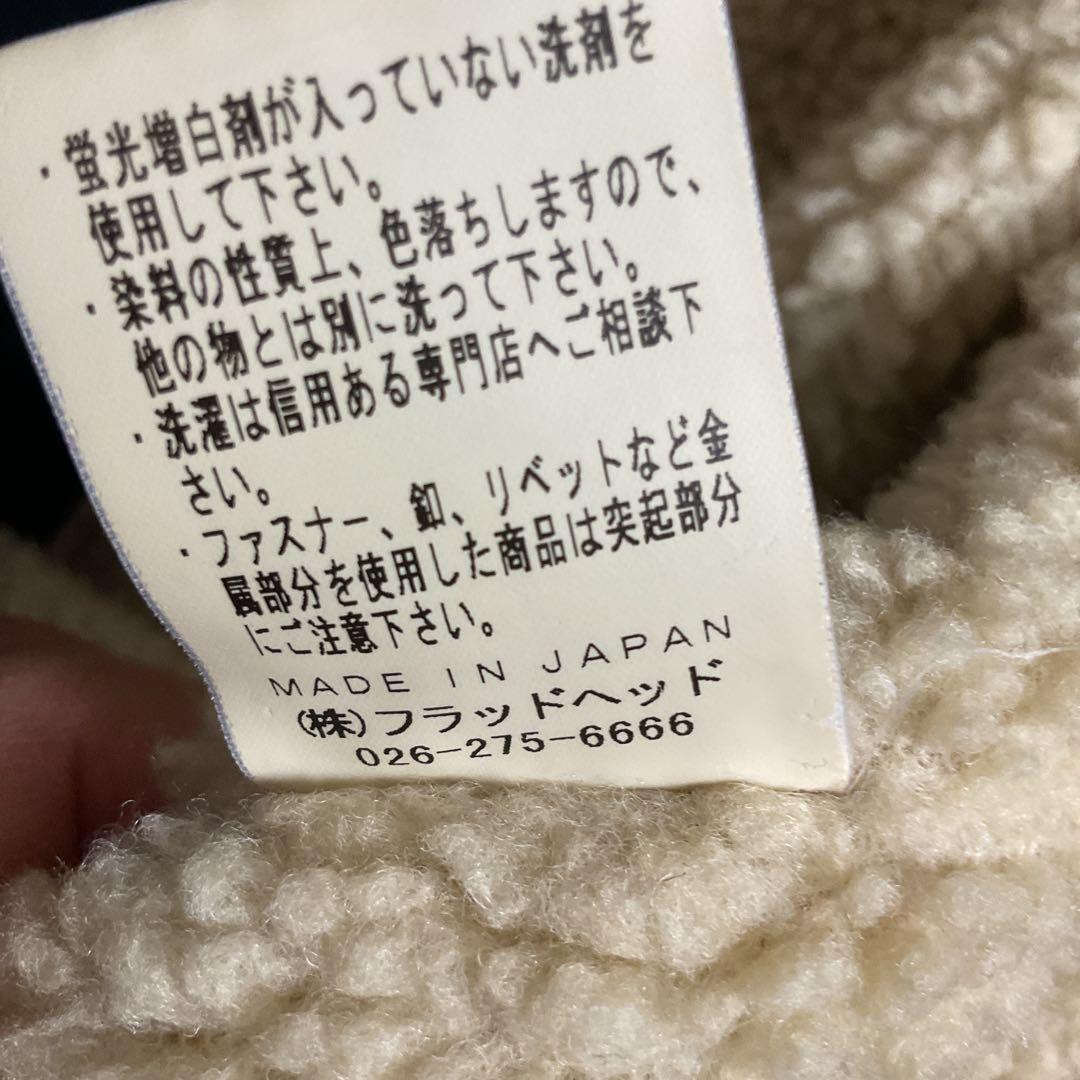 ・蛍光増白剤が入っていない洗剤を
使用して下さい。
・染料の性質上、色落ちしますので、
他の物とは別に洗って下さい。
・洗濯は信用ある専門店へご相談下
さい。
・ファスナー、釦、リベットなど金
属部分を使用した商品は突起部分
にご注意下さい。
MADE IN JAPAN
(株)フラッドヘッド
026-275-6666